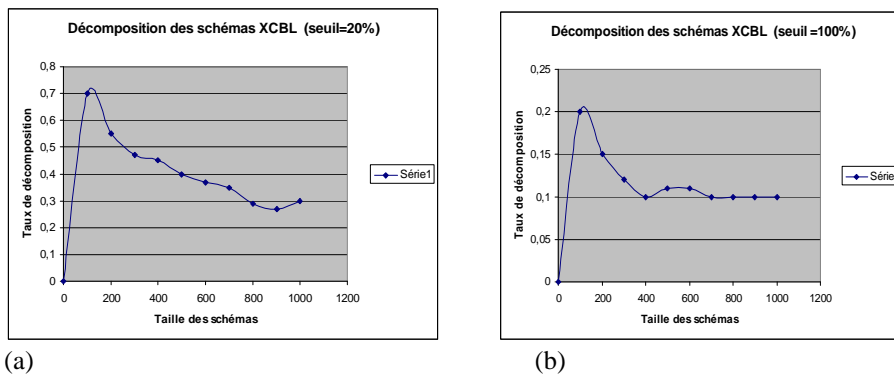 Décomposition des schémas XCBL (seuil=20%)
Taux de décomposition
0,8
0,7
0,6
0,5
0,4
0,3
0,2
0,1
0
0 200 400 600 800 1000 1200
Taille des schémas
Série1
(a)
Décomposition des schémas XCBL (seuil =100%)
Taux de décomposition
0,25
0,2
0,15
0,1
0,05
0
0 200 400 600 800 1000 1200
Taille des schémas
Série
(b)